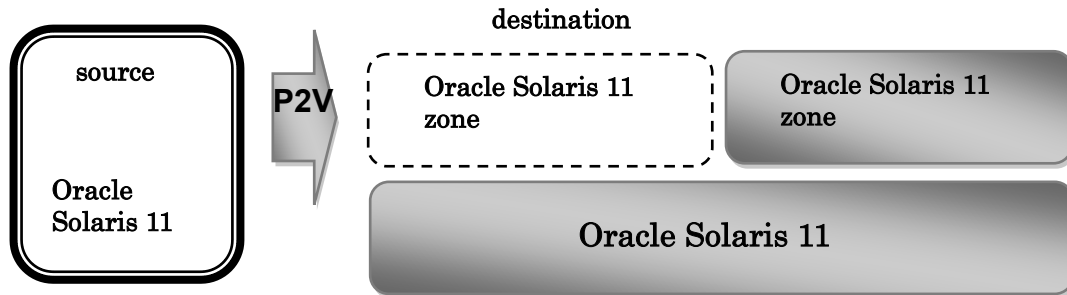 destination
source
P2V
Oracle Solaris 11
zone
Oracle Solaris 11
zone
Oracle
Solaris 11
Oracle Solaris 11